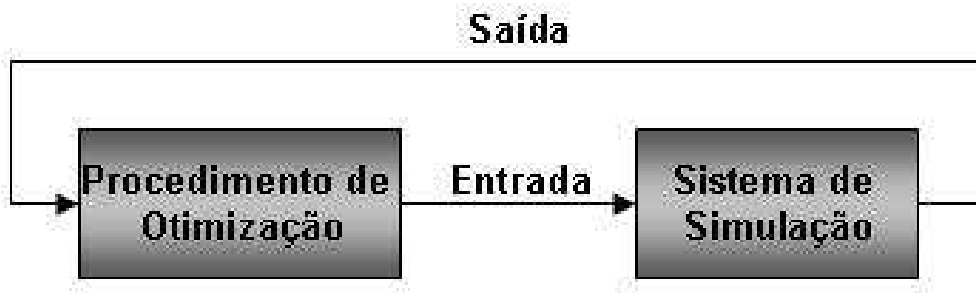 Saída
Procedimento de
Otimização
Entrada
Sistema de
Simulação